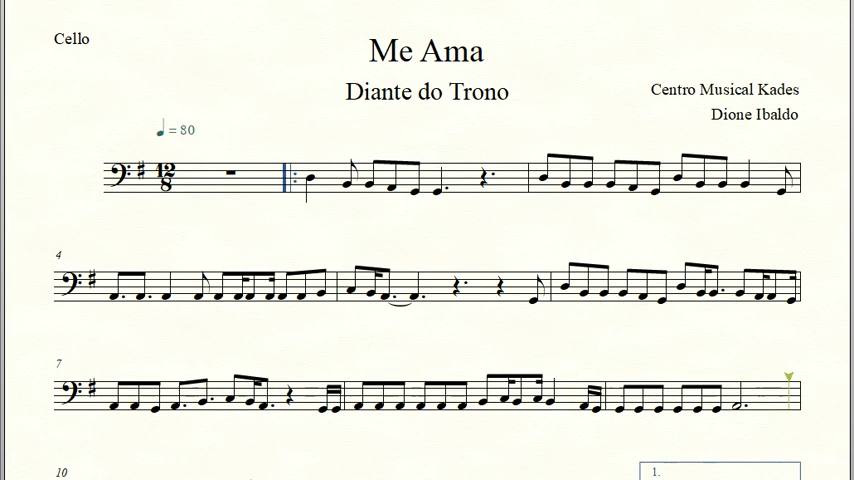 Cello
Me Ama
Diante do Trono
Centro Musical Kades
Dione Ibaldo
♩ = 80
12
8
4
7
10
1.